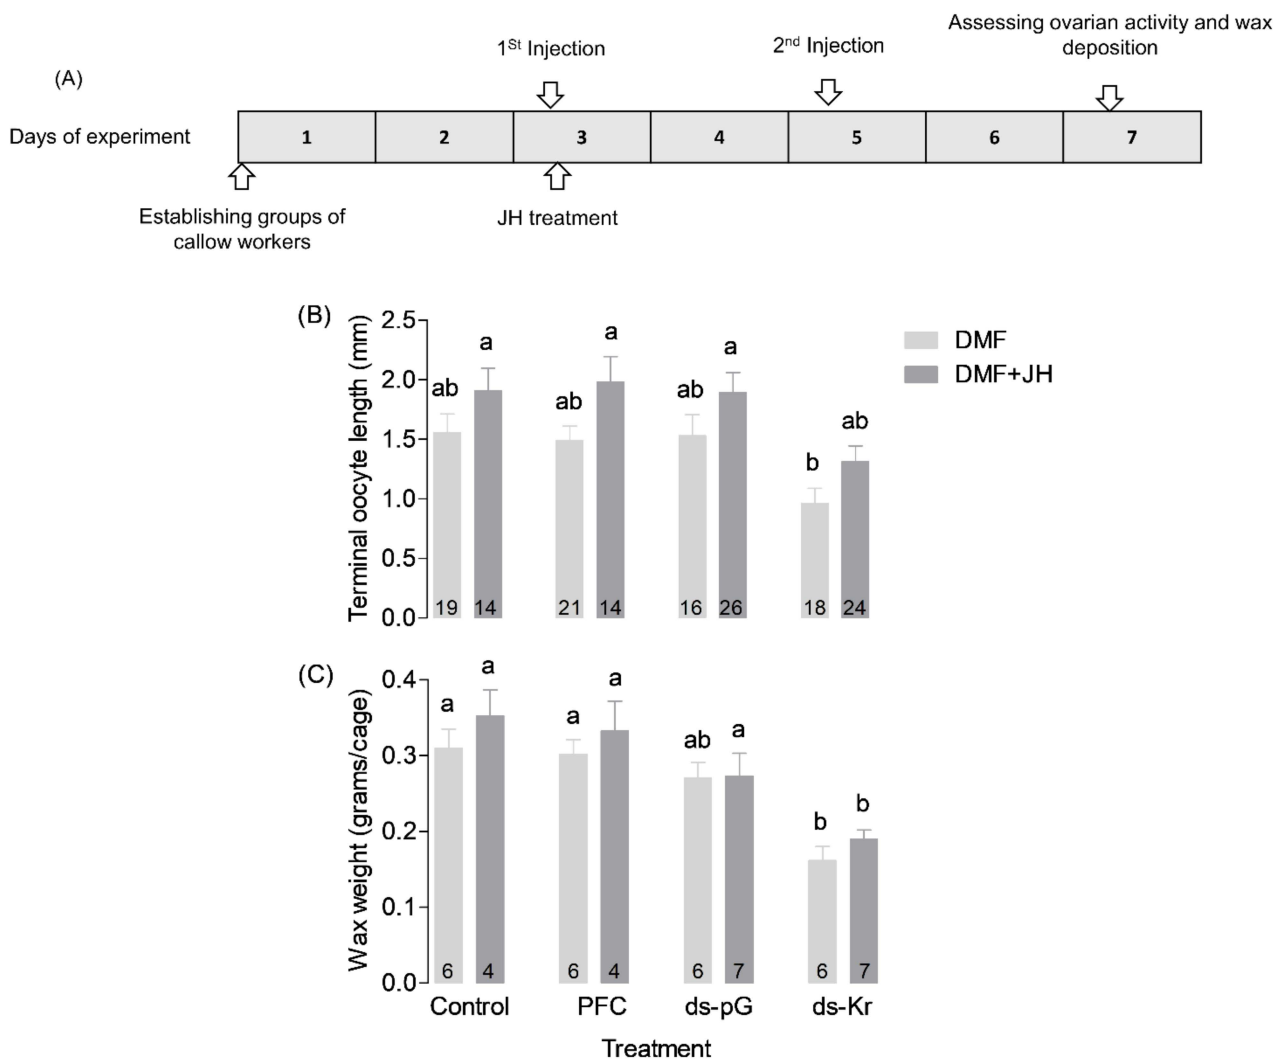 Assessing ovarian activity and wax
deposition
1St Injection
2nd Injection
(A)
Days of experiment
1 2 3 4 5 6 7
Establishing groups of
callow workers
JH treatment
(B)
Terminal oocyte length (mm)
2.5
2.0
1.5
1.0
0.5
0.0
a a a
ab ab ab ab
b
19 14 21 14 16 26 18 24
DMF
DMF+JH
(C)
Wax weight (grams/cage)
0.4
0.3
0.2
0.1
0.0
a a a a ab a b b
6 4 6 4 6 7 6 7
Control PFC ds-pG ds-Kr
Treatment